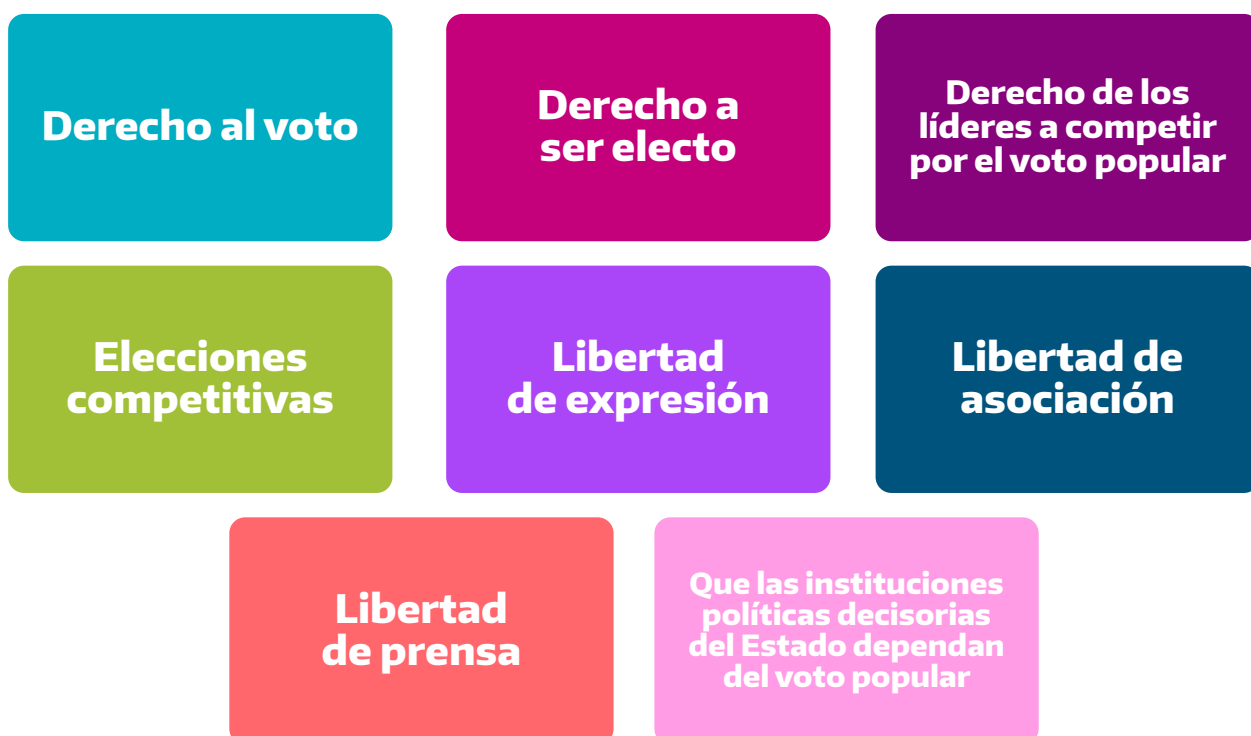 Derecho al voto
Derecho a
ser electo
Derecho de los
líderes a competir
por el voto popular
Elecciones
competitivas
Libertad
de expresión
Libertad de
asociación
Libertad
de prensa
Que las instituciones
políticas decisorias
del Estado dependan
del voto popular